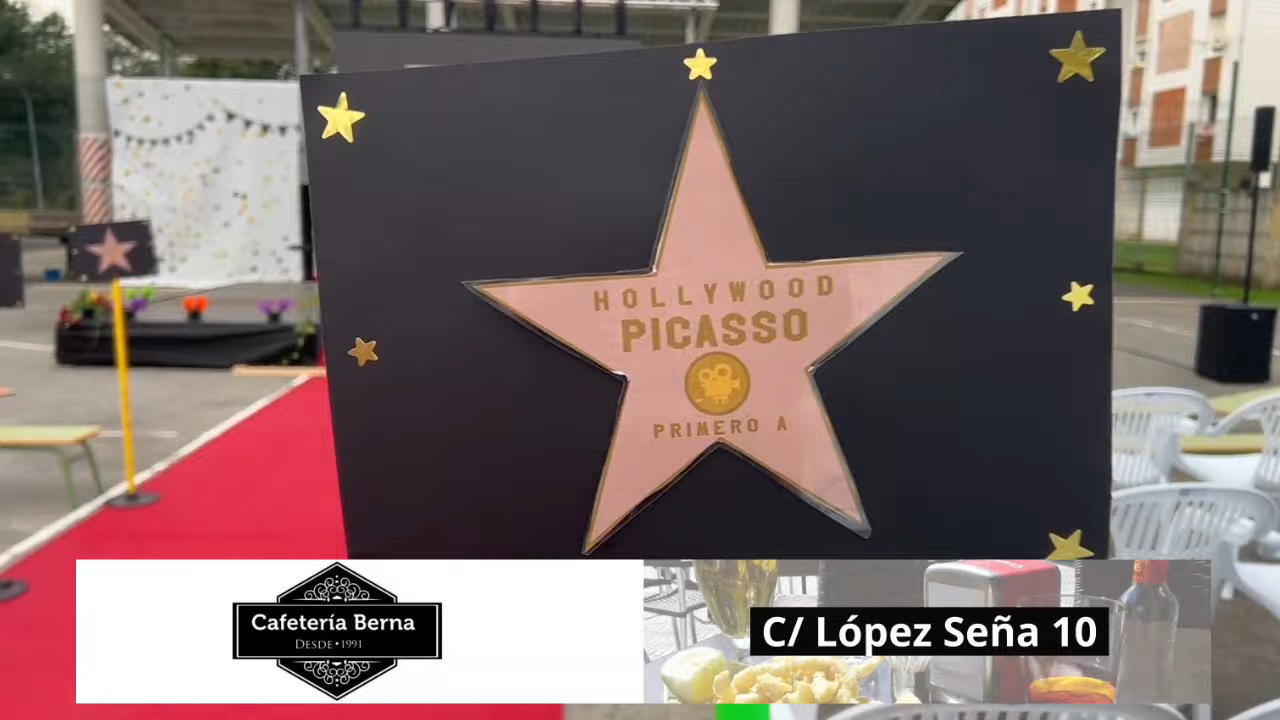 HOLLYWOOD
PICASSO
PRIMERO A
Cafetería Berna
DESDE • 1991
C/ López Seña 10